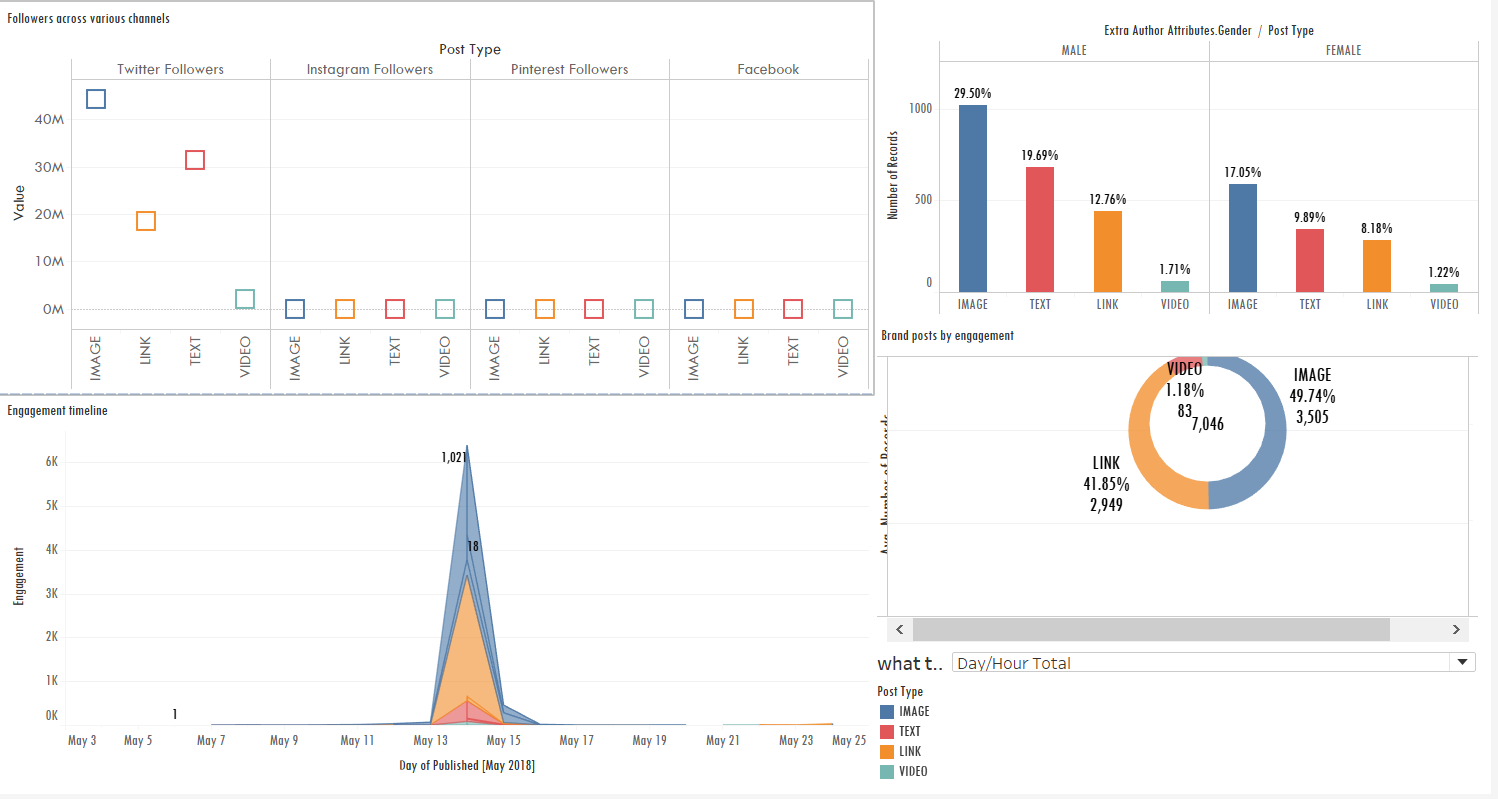 Followers across various channels
Post Type
Twitter Followers Instagram Followers Pinterest Followers Facebook
Value
40M
30M
20M
10M
0M
IMAGE LINK TEXT VIDEO IMAGE LINK TEXT VIDEO IMAGE LINK TEXT VIDEO IMAGE LINK TEXT VIDEO
Extra Author Attributes.Gender / Post Type
MALE FEMALE
Number of Records
1000
500
0
29.50%
19.69%
12.76%
1.71%
17.05%
9.89%
8.18%
1.22%
IMAGE TEXT LINK VIDEO IMAGE TEXT LINK VIDEO
Engagement timeline
Engagement
6K
5K
4K
3K
2K
1K
0K
1,021
18
1
May 3 May 5 May 7 May 9 May 11 May 13 May 15 May 17 May 19 May 21 May 23 May 25
Day of Published [May 2018]
Brand posts by engagement
VIDEO
1.18%
83
7,046
IMAGE
49.74%
3,505
LINK
41.85%
2,949
what t..
Day/Hour Total
Post Type
IMAGE
TEXT
LINK
VIDEO